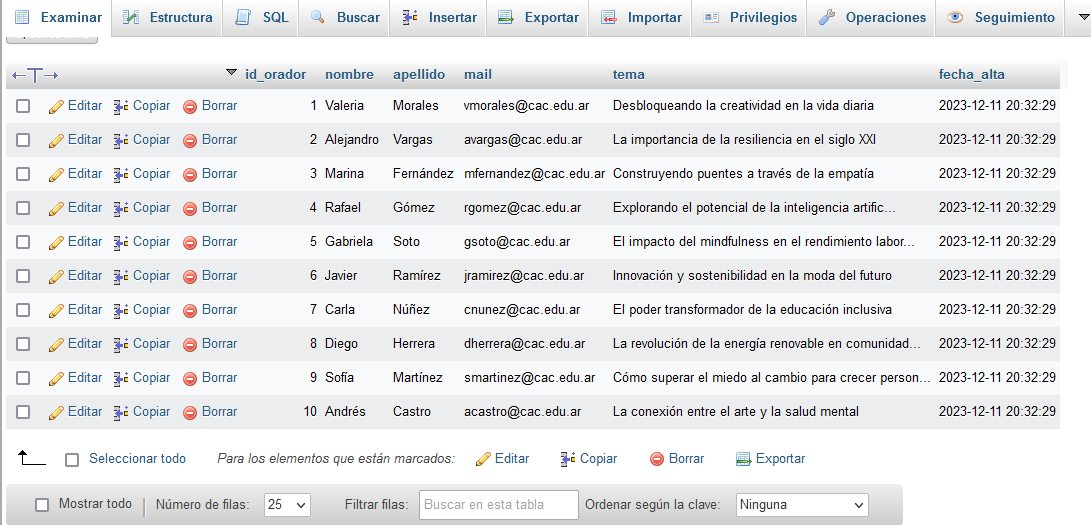 Examinar Estructura SQL Buscar Insertar Exportar Importar Privilegios Operaciones Seguimiento
id_orador nombre apellido mail tema fecha_alta
Editar Copiar Borrar 1 Valeria Morales vmorales@cac.edu.ar Desbloqueando la creatividad en la vida diaria 2023-12-11 20:32:29
Editar Copiar Borrar 2 Alejandro Vargas avargas@cac.edu.ar La importancia de la resiliencia en el siglo XXI 2023-12-11 20:32:29
Editar Copiar Borrar 3 Marina Fernández mfernandez@cac.edu.ar Construyendo puentes a través de la empatía 2023-12-11 20:32:29
Editar Copiar Borrar 4 Rafael Gómez rgomez@cac.edu.ar Explorando el potencial de la inteligencia artific... 2023-12-11 20:32:29
Editar Copiar Borrar 5 Gabriela Soto gsoto@cac.edu.ar El impacto del mindfulness en el rendimiento labor... 2023-12-11 20:32:29
Editar Copiar Borrar 6 Javier Ramírez jramirez@cac.edu.ar Innovación y sostenibilidad en la moda del futuro 2023-12-11 20:32:29
Editar Copiar Borrar 7 Carla Núñez cnunez@cac.edu.ar El poder transformador de la educación inclusiva 2023-12-11 20:32:29
Editar Copiar Borrar 8 Diego Herrera dherrera@cac.edu.ar La revolución de la energía renovable en comunidad... 2023-12-11 20:32:29
Editar Copiar Borrar 9 Sofía Martínez smartinez@cac.edu.ar Cómo superar el miedo al cambio para crecer person... 2023-12-11 20:32:29
Editar Copiar Borrar 10 Andrés Castro acastro@cac.edu.ar La conexión entre el arte y la salud mental 2023-12-11 20:32:29
Seleccionar todo Para los elementos que están marcados: Editar Copiar Borrar Exportar
Mostrar todo Número de filas: 25 Filtrar filas: Buscar en esta tabla Ordenar según la clave: Ninguna